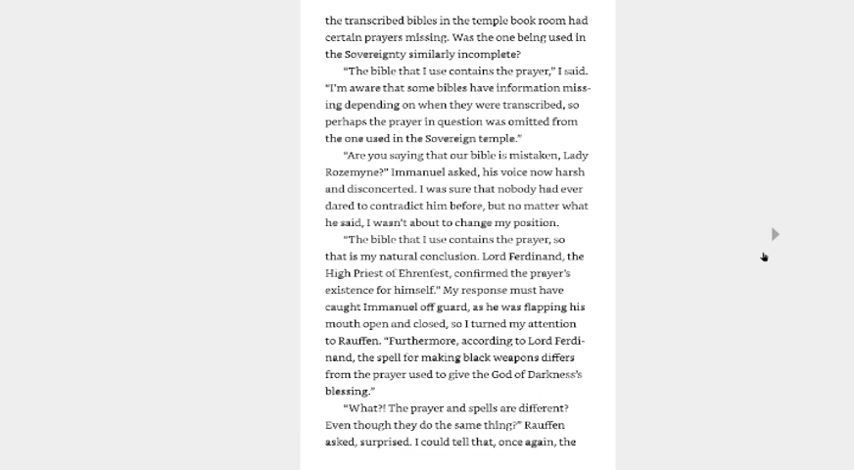 the transcribed bibles in the temple book room had
certain prayers missing. Was the one being used in
the Sovereignty similarly incomplete?
“The bible that I use contains the prayer,” I said.
“I’m aware that some bibles have information miss-
ing depending on when they were transcribed, so
perhaps the prayer in question was omitted from
the one used in the Sovereign temple.”
“Are you saying that our bible is mistaken, Lady
Rozemyne?” Immanuel asked, his voice now harsh
and disconcerted. I was sure that nobody had ever
dared to contradict him before, but no matter what
he said, I wasn’t about to change my position.
“The bible that I use contains the prayer, so
that is my natural conclusion. Lord Ferdinand, the
High Priest of Ehrenfest, confirmed the prayer’s
existence for himself.” My response must have
caught Immanuel off guard, as he was flapping his
mouth open and closed, so I turned my attention
to Rauffen. “Furthermore, according to Lord Ferdi-
nand, the spell for making black weapons differs
from the prayer used to give the God of Darkness’s
blessing.”
“What?! The prayer and spells are different?
Even though they do the same thing?” Rauffen
asked, surprised. I could tell that, once again, the